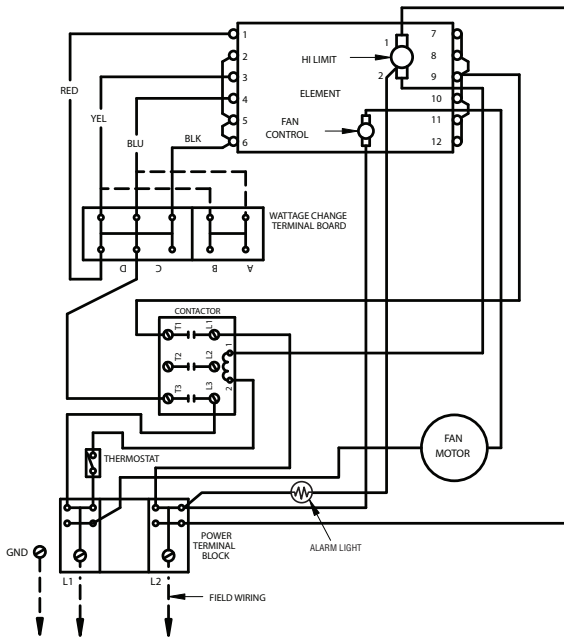 1
2
3
4
5
6
HI LIMIT
1
2
ELEMENT
FAN
CONTROL
7
8
9
10
11
12
RED
YEL
BLU
BLK
WATTAGE CHANGE
TERMINAL BOARD
D
C
B
A
CONTACTOR
T1
L1
T2
L2
T3
L3
1
2
THERMOSTAT
FAN
MOTOR
ALARM LIGHT
POWER
TERMINAL
BLOCK
GND
L1
L2
FIELD WIRING